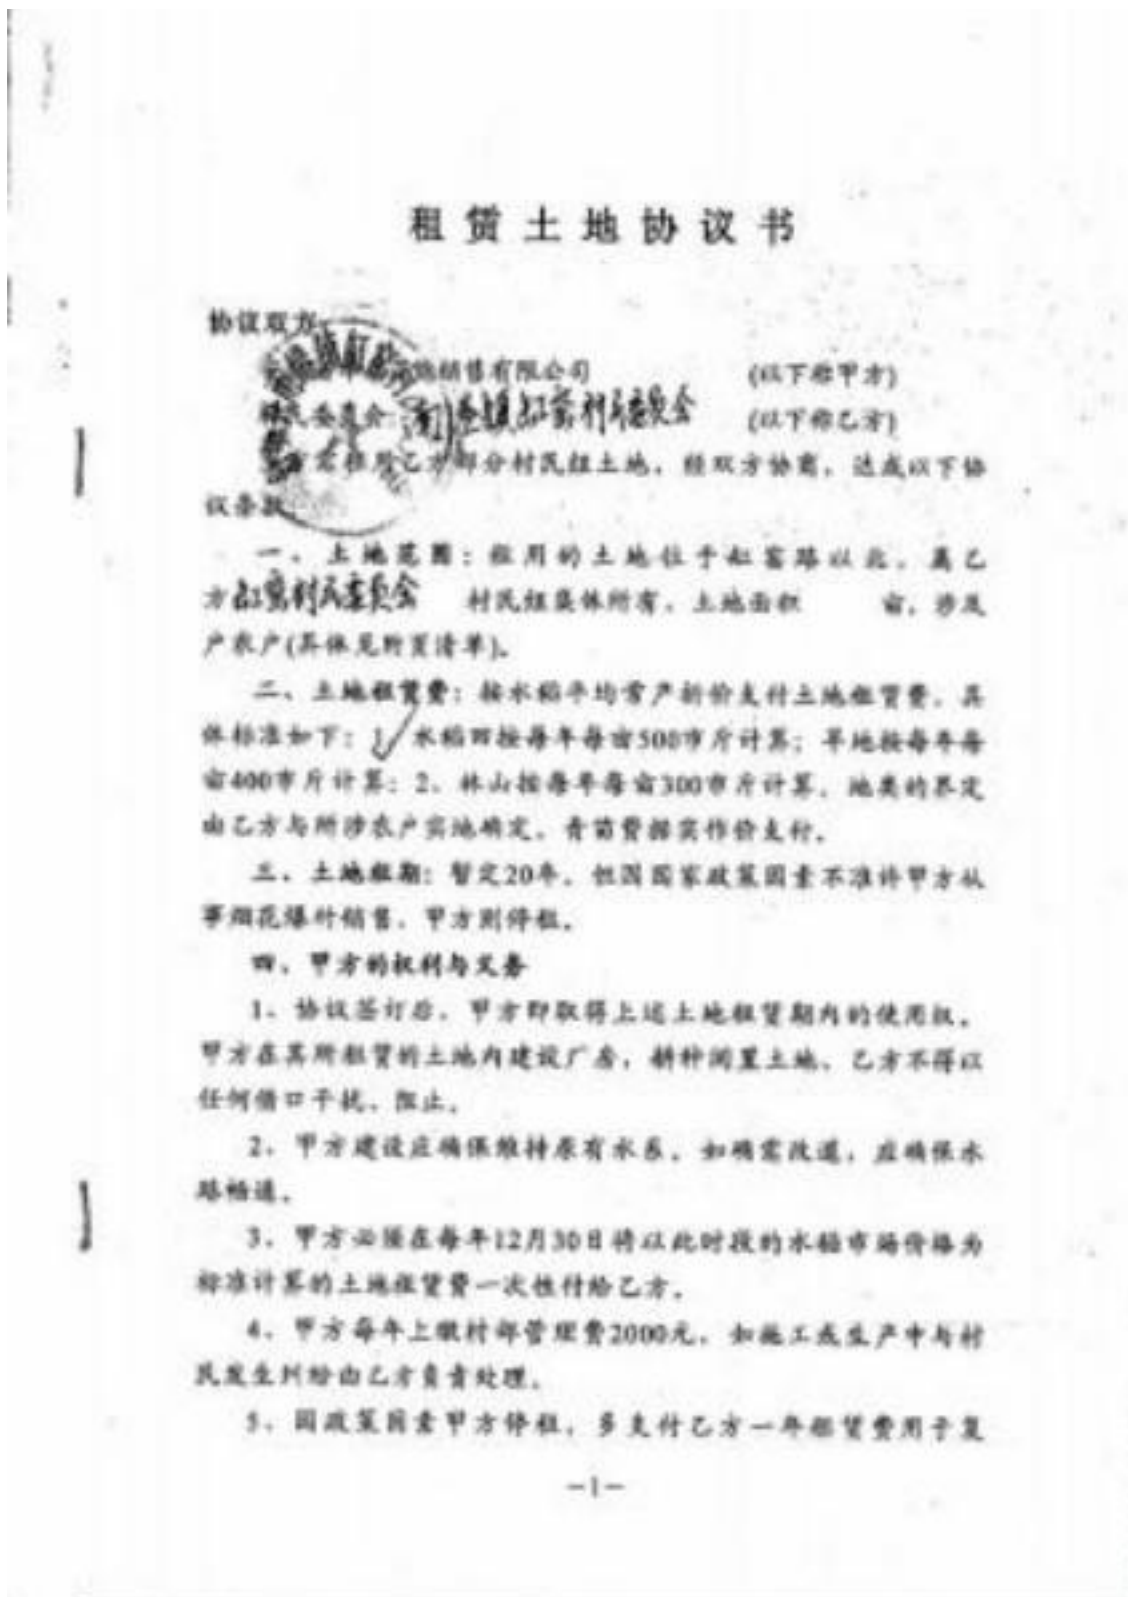 租赁土地协议书
协议双方:
销售有限公司 (以下称甲方)
村民委员会: 镇缸窑村民委员会 (以下称乙方)
方需租用乙方部分村民组土地,经双方协商,达成以下协
议条款:
一、土地范围:租用的土地位于缸窑路以北,属乙
方缸窑村民委员会 村民组集体所有,土地面积 亩,涉及
户农户(具体见附页清单)。
二、土地租赁费:按水稻平均常产折价支付土地租赁费,具
体标准如下:1、水稻田按每年每亩500市斤计算;旱地按每年每
亩400市斤计算;2、林山按每年每亩300市斤计算,地类的界定
由乙方与所涉农户实地确定,青苗费据实作价支付。
三、土地租期:暂定20年,但因国家政策因素不准许甲方从
事烟花爆竹销售,甲方则停租。
四、甲方的权利与义务
1、协议签订后,甲方即取得上述土地租赁期内的使用权,
甲方在其所租赁的土地内建设厂房,耕种闲置土地,乙方不得以
任何借口干扰、阻止。
2、甲方建设应确保维持原有水系,如确需改道,应确保水
路畅通。
3、甲方必须在每年12月30日将以此时段的水稻市场价格为
标准计算的土地租赁费一次性付给乙方。
4、甲方每年上缴村部管理费2000元,如施工或生产中与村
民发生纠纷由乙方负责处理。
5、因政策因素甲方停租,多支付乙方一年租赁费用于复
-1-